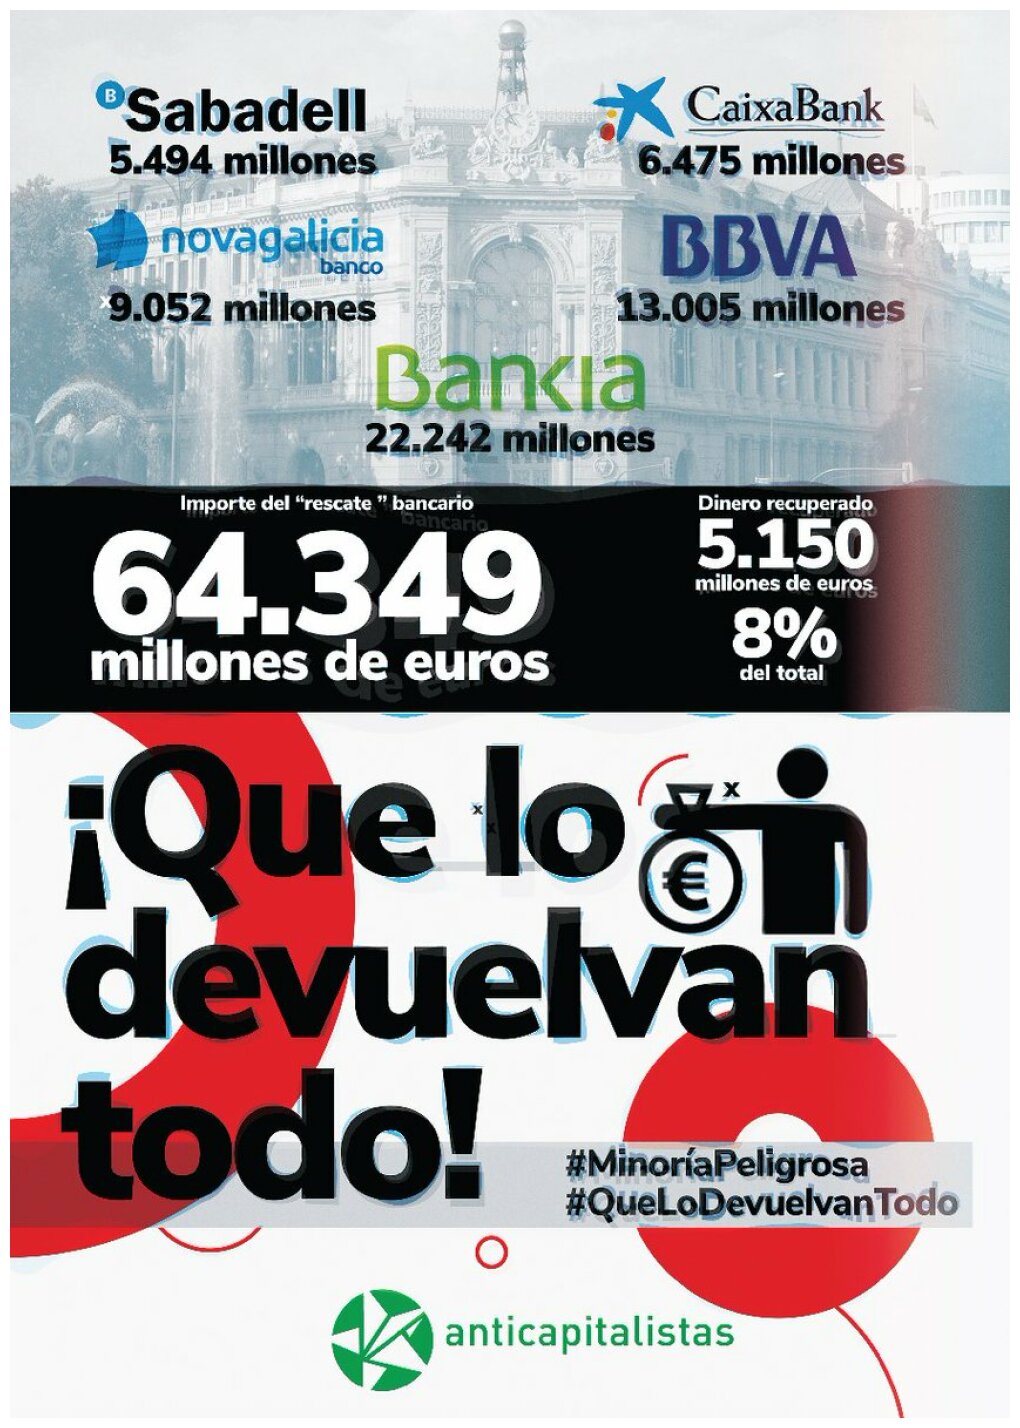 B Sabadell
5.494 millones
CaixaBank
6.475 millones
novagalicia
banco
9.052 millones
BBVA
13.005 millones
Bankia
22.242 millones
Importe del “rescate ” bancario
64.349
millones de euros
Dinero recuperado
5.150
millones de euros
8%
del total
¡Que lo
devuelvan
todo!
x
x
€
#MinoríaPeligrosa
#QueLoDevuelvanTodo
anticapitalistas